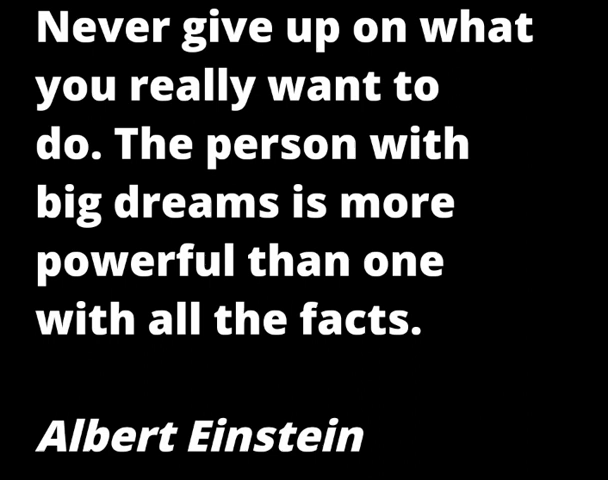 Never give up on what
you really want to
do. The person with
big dreams is more
powerful than one
with all the facts.
Albert Einstein